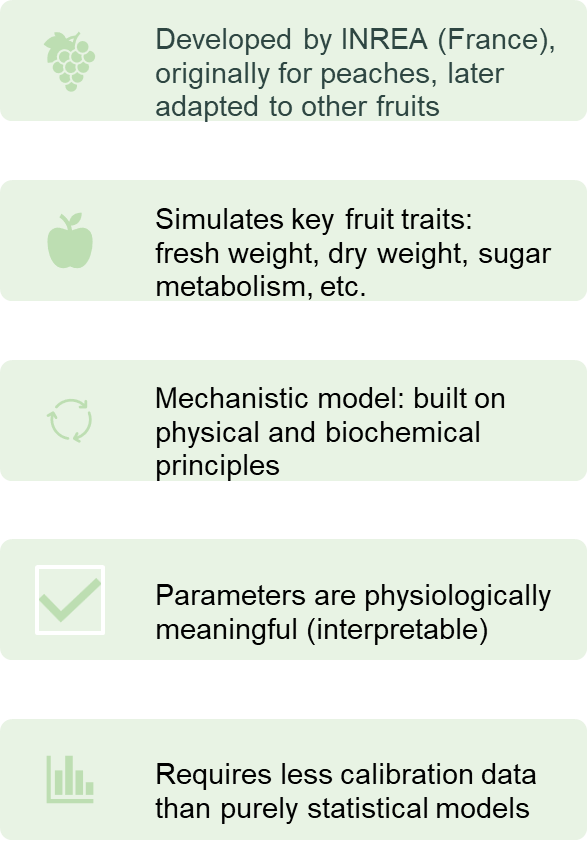 Developed by INREA (France),
originally for peaches, later
adapted to other fruits
Simulates key fruit traits:
fresh weight, dry weight, sugar
metabolism, etc.
Mechanistic model: built on
physical and biochemical
principles
Parameters are physiologically
meaningful (interpretable)
Requires less calibration data
than purely statistical models